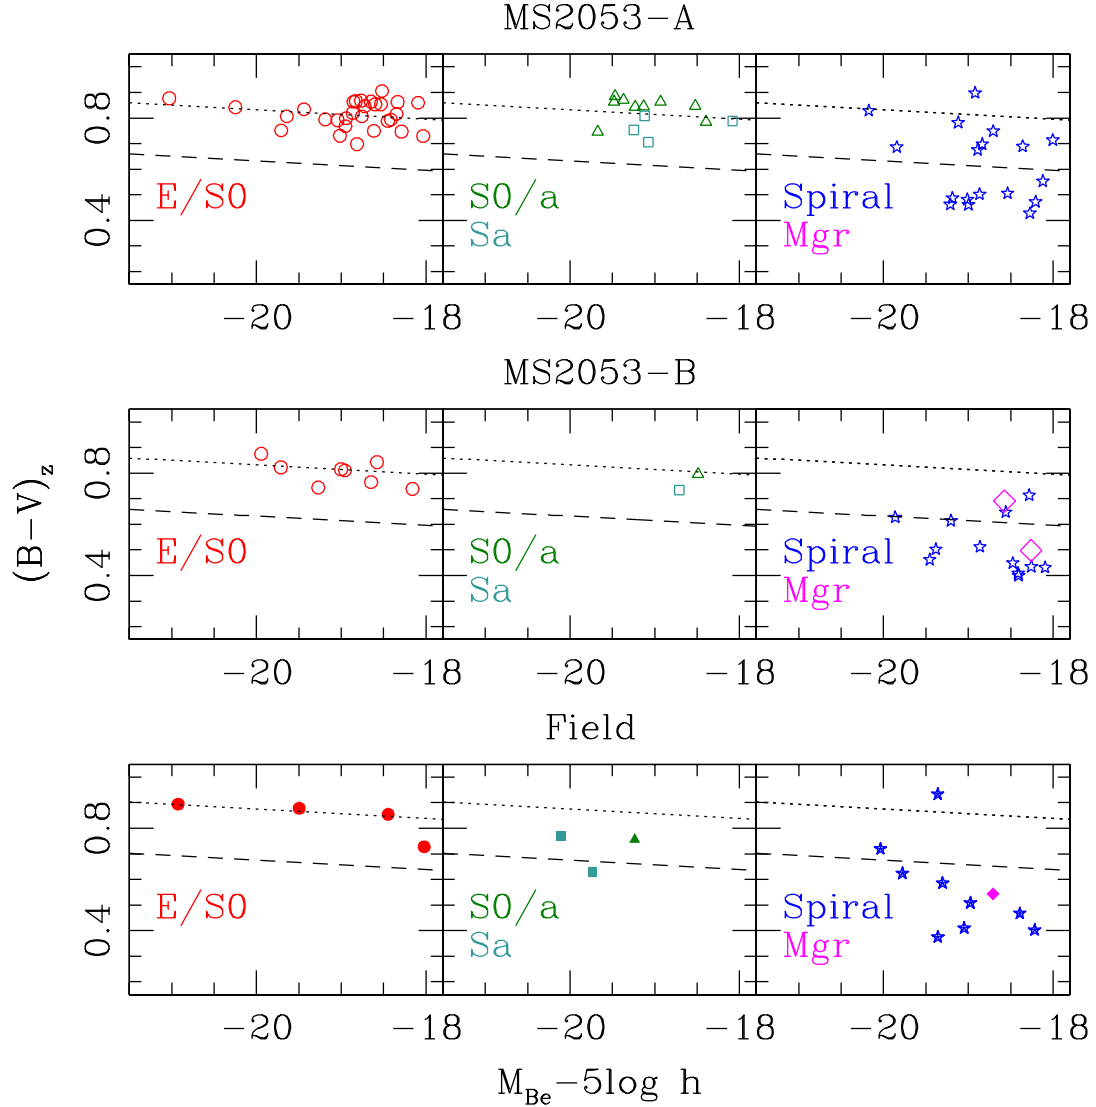 MS2053-A
0.8
0.4
E/S0
S0/a
Sa
Spiral
Mgr
-20 -18 -20 -18 -20 -18
MS2053-B
(B-V)z
0.8
0.4
E/S0
S0/a
Sa
Spiral
Mgr
-20 -18 -20 -18 -20 -18
Field
0.8
0.4
E/S0
S0/a
Sa
Spiral
Mgr
-20 -18 -20 -18 -20 -18
MBe-5log h